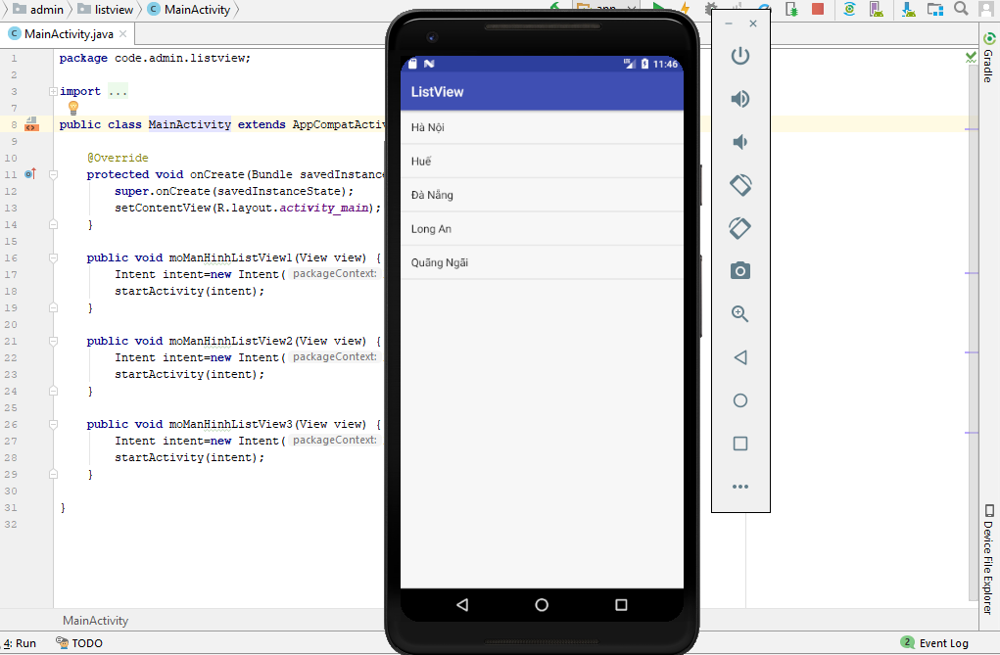 admin listview MainActivity app
MainActivity.java
1 package code.admin.listview;
2
3 import ...
7
8 public class MainActivity extends AppCompatActiv
9
10 @Override
11 protected void onCreate(Bundle savedInstance
12 super.onCreate(savedInstanceState);
13 setContentView(R.layout.activity_main);
14 }
15
16 public void moManHinhListView1(View view) {
17 Intent intent=new Intent( packageContext:
18 startActivity(intent);
19 }
20
21 public void moManHinhListView2(View view) {
22 Intent intent=new Intent( packageContext:
23 startActivity(intent);
24 }
25
26 public void moManHinhListView3(View view) {
27 Intent intent=new Intent( packageContext:
28 startActivity(intent);
29 }
30
31 }
32
MainActivity
4: Run TODO
11:46
ListView
Hà Nội
Huế
Đà Nẵng
Long An
Quãng Ngãi
Gradle
Device File Explorer
2 Event Log